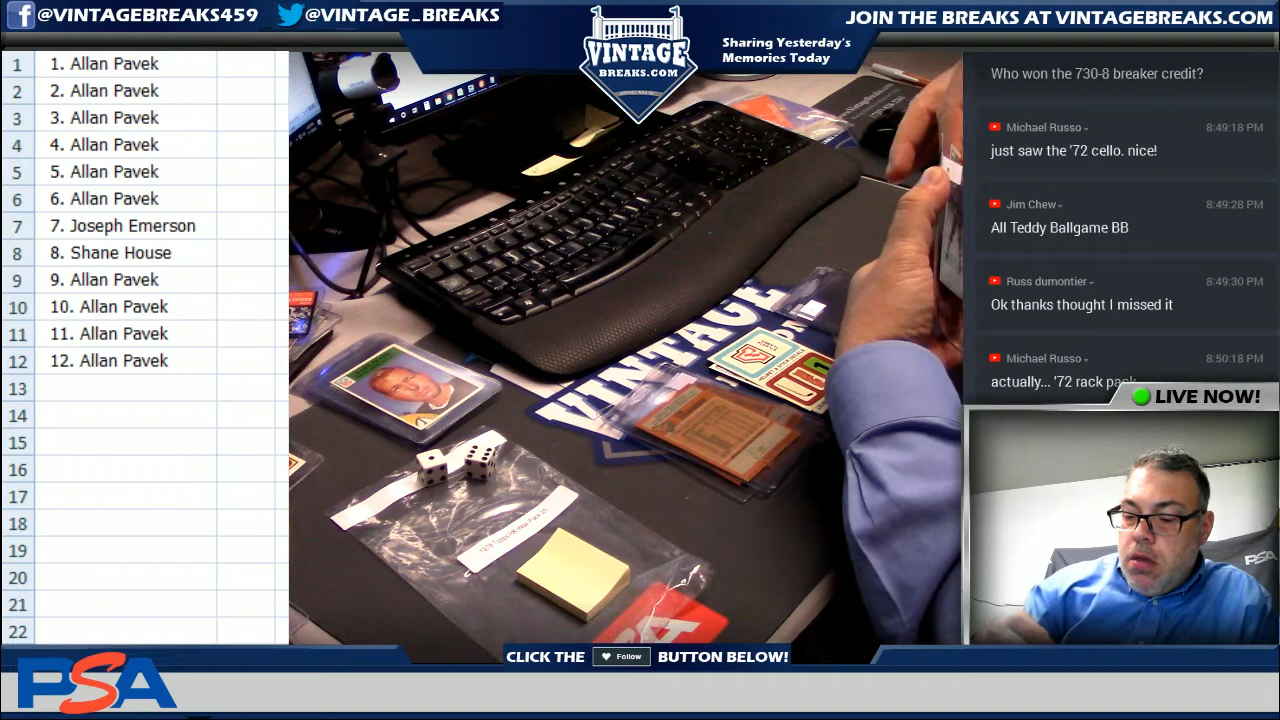 @VINTAGEBREAKS459
@VINTAGE_BREAKS
VINTAGE
BREAKS.COM
Sharing Yesterday's
Memories Today
JOIN THE BREAKS AT VINTAGEBREAKS.COM
1 1. Allan Pavek
2 2. Allan Pavek
3 3. Allan Pavek
4 4. Allan Pavek
5 5. Allan Pavek
6 6. Allan Pavek
7 7. Joseph Emerson
8 8. Shane House
9 9. Allan Pavek
10 10. Allan Pavek
11 11. Allan Pavek
12 12. Allan Pavek
13
14
15
16
17
18
19
20
21
22
VINTAGE
Who won the 730-8 breaker credit?
Michael Russo 8:49:18 PM
just saw the '72 cello. nice!
Jim Chew 8:49:28 PM
All Teddy Ballgame BB
Russ dumontier 8:49:30 PM
Ok thanks thought I missed it
Michael Russo 8:50:18 PM
actually... '72 rack pack
LIVE NOW!
PSA
CLICK THE Follow BUTTON BELOW!
PSA